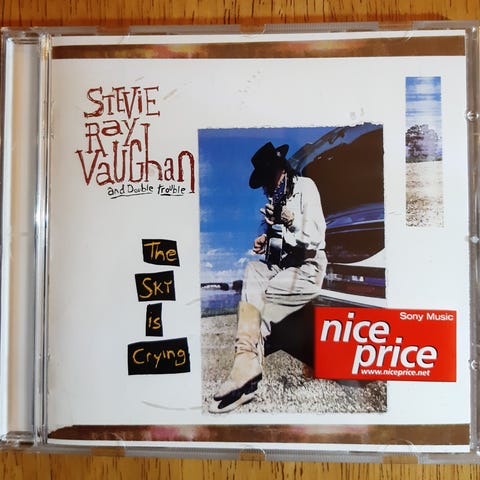 STEVIE
RAY
VAUGHAN
and Double trouble
The
SKY
is
Crying
Sony Music
nice
price
www.niceprice.net